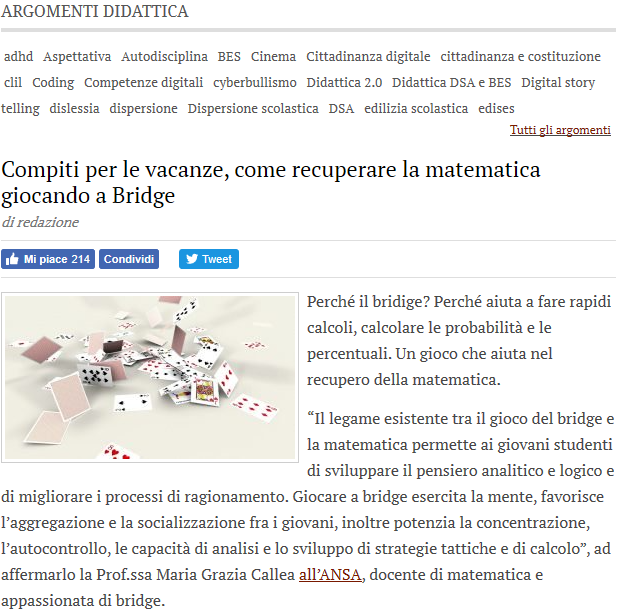 ARGOMENTI DIDATTICA
adhd Aspettativa Autodisciplina BES Cinema Cittadinanza digitale cittadinanza e costituzione
clil Coding Competenze digitali cyberbullismo Didattica 2.0 Didattica DSA e BES Digital story
telling dislessia dispersione Dispersione scolastica DSA edilizia scolastica edises
Tutti gli argomenti
Compiti per le vacanze, come recuperare la matematica
giocando a Bridge
di redazione
Mi piace 214 Condividi Tweet
Perché il bridige? Perché aiuta a fare rapidi
calcoli, calcolare le probabilità e le
percentuali. Un gioco che aiuta nel
recupero della matematica.
“Il legame esistente tra il gioco del bridge e
la matematica permette ai giovani studenti
di sviluppare il pensiero analitico e logico e
di migliorare i processi di ragionamento. Giocare a bridge esercita la mente, favorisce
l’aggregazione e la socializzazione fra i giovani, inoltre potenzia la concentrazione,
l’autocontrollo, le capacità di analisi e lo sviluppo di strategie tattiche e di calcolo”, ad
affermarlo la Prof.ssa Maria Grazia Callea all’ANSA, docente di matematica e
appassionata di bridge.